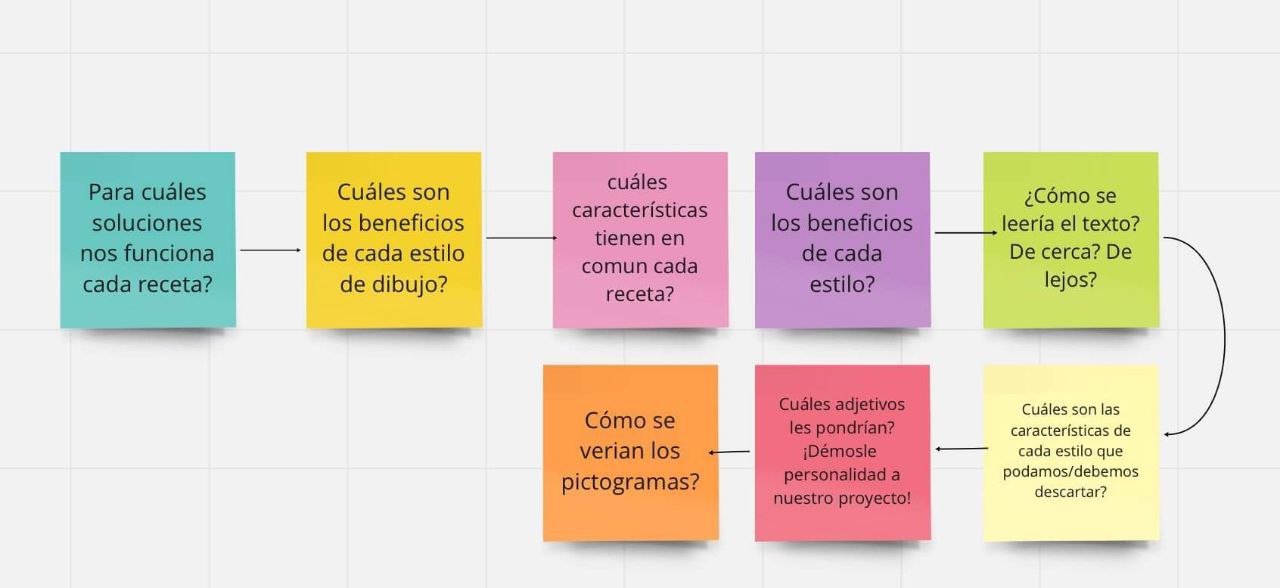 Para cuáles
soluciones
nos funciona
cada receta?
Cuáles son
los beneficios
de cada estilo
de dibujo?
cuáles
características
tienen en
comun cada
receta?
Cuáles son
los beneficios
de cada
estilo?
¿Cómo se
leería el texto?
De cerca? De
lejos?
Cuáles son las
características de
cada estilo que
podamos/debemos
descartar?
Cuáles adjetivos
les pondrían?
¡Démosle
personalidad a
nuestro proyecto!
Cómo se
verian los
pictogramas?